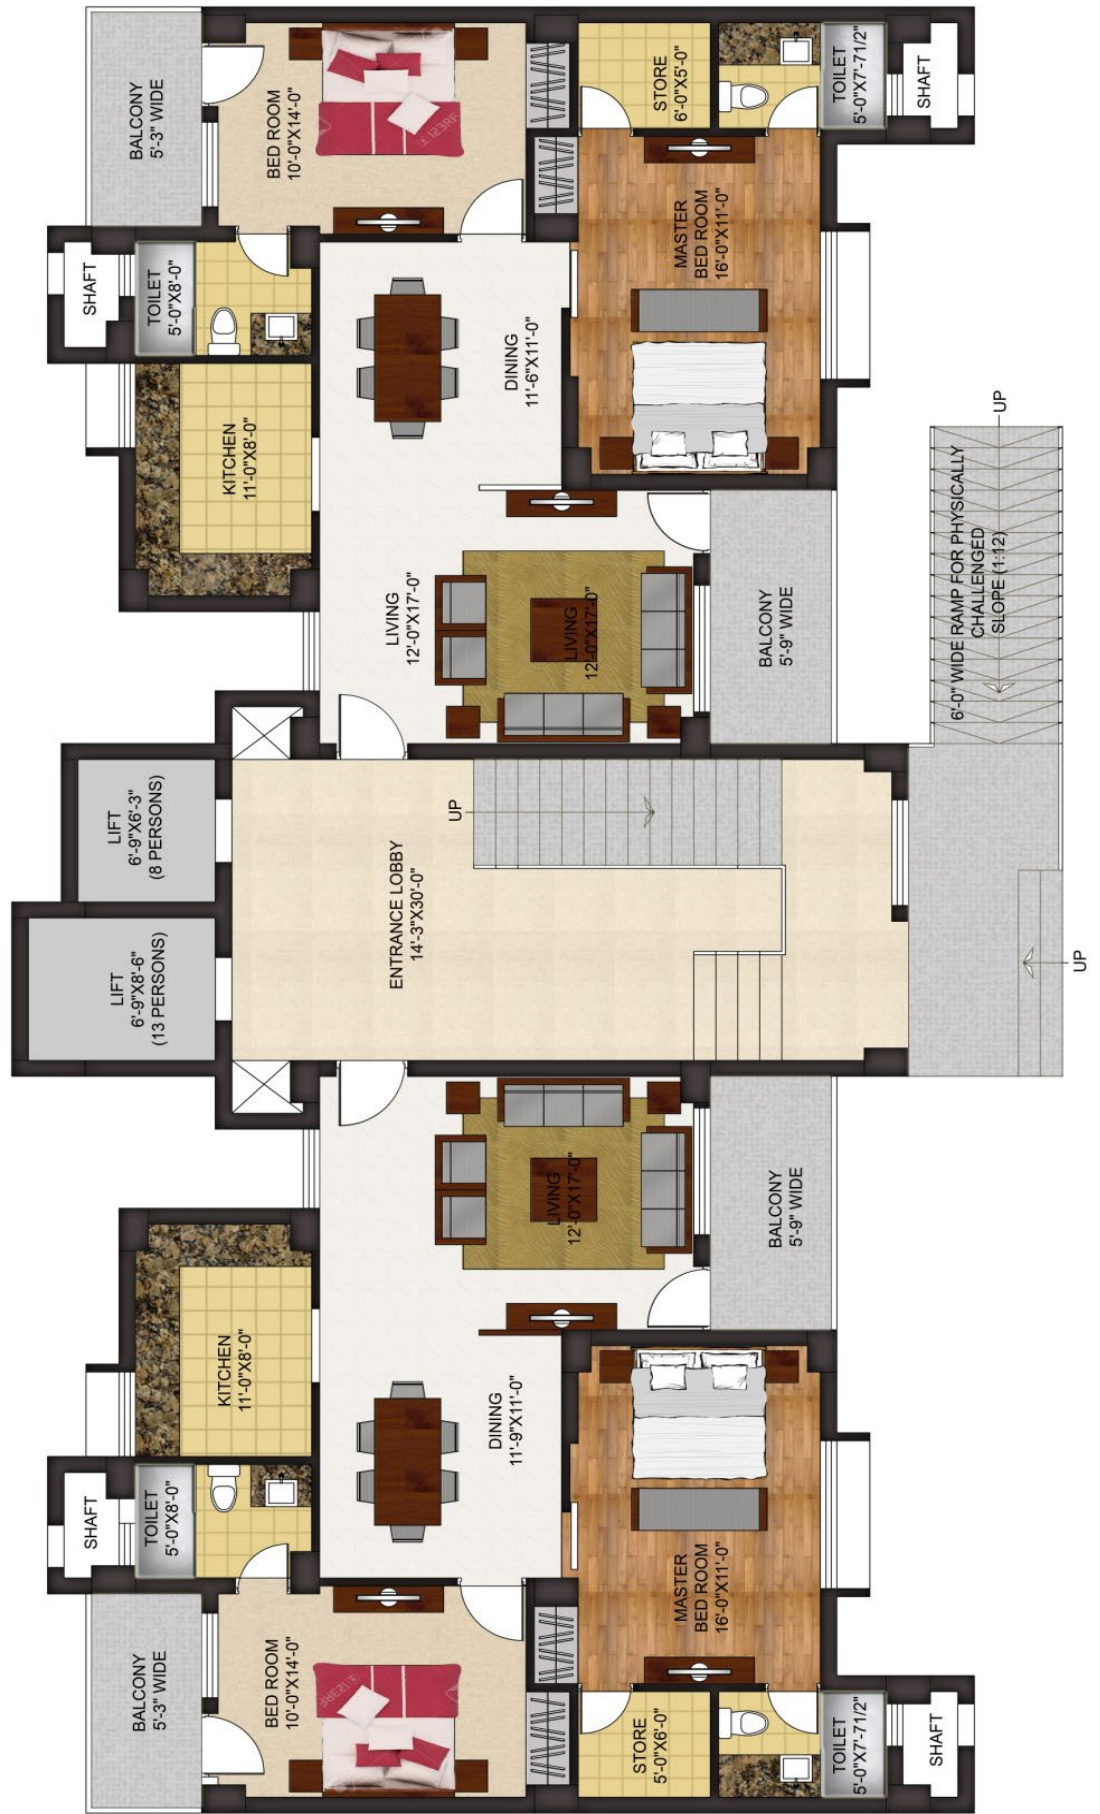 BALCONY
5'-3" WIDE
BED ROOM
10'-0"X14'-0"
STORE
6'-0"X5'-0"
TOILET
5'-0"X7'-71/2"
SHAFT
SHAFT
TOILET
5'-0"X8'-0"
MASTER
BED ROOM
16'-0"X11'-0"
KITCHEN
11'-0"X8'-0"
DINING
11'-6"X11'-0"
LIVING
12'-0"X17'-0"
LIVING
12'-0"X17'-0"
BALCONY
5'-9" WIDE
UP
6'-0" WIDE RAMP FOR PHYSICALLY
CHALLENGED
SLOPE (1:12)
LIFT
6'-9"X6'-3"
(8 PERSONS)
UP
ENTRANCE LOBBY
14'-3"X30'-0"
LIFT
6'-9"X8'-6"
(13 PERSONS)
UP
LIVING
12'-0"X17'-0"
BALCONY
5'-9" WIDE
KITCHEN
11'-0"X8'-0"
DINING
11'-9"X11'-0"
SHAFT
TOILET
5'-0"X8'-0"
MASTER
BED ROOM
16'-0"X11'-0"
BALCONY
5'-3" WIDE
BED ROOM
10'-0"X14'-0"
STORE
5'-0"X6'-0"
TOILET
5'-0"X7'-71/2"
SHAFT